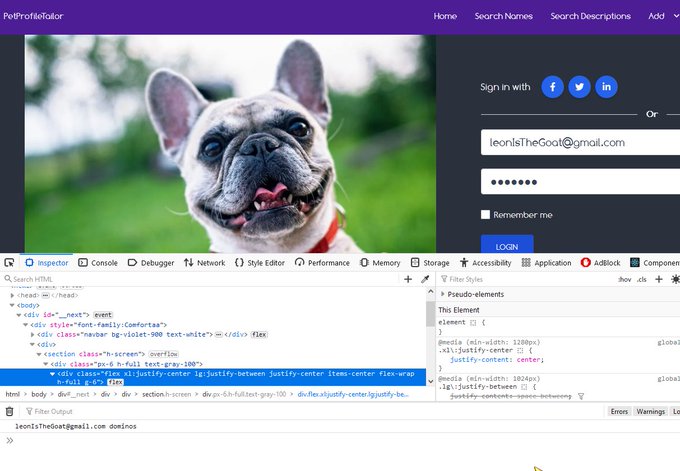 PetProfileTailor Home Search Names Search Descriptions Add
Sign in with
Or
leonIsTheGoat@gmail.com
●●●●●●●
Remember me
LOGIN
Inspector Console Debugger Network Style Editor Performance Memory Storage Accessibility Application AdBlock Component
Search HTML
<head> ⋯ </head>
<body>
<div id="__next"> event
<div style="font-family:Comfortaa">
<div class="navbar bg-violet-900 text-white"> ⋯ </div> flex
<div>
<section class="h-screen"> overflow
<div class="px-6 h-full text-gray-100">
<div class="flex xl:justify-center lg:justify-between justify-center items-center flex-wrap
h-full g-6"> flex
html > body > div#__next > div > div > section.h-screen > div.px-6.h-full.text-gray-100 > div.flex.xl:justify-center.lg:justify-be…
Filter Styles :hov .cls +
Pseudo-elements
This Element
element {
}
@media (min-width: 1280px) global
.xl\:justify-center {
justify-content: center;
}
@media (min-width: 1024px) global
.lg\:justify-between {
justify-content: space-between;
Filter Output Errors Warnings Lo
leonIsTheGoat@gmail.com dominos
»